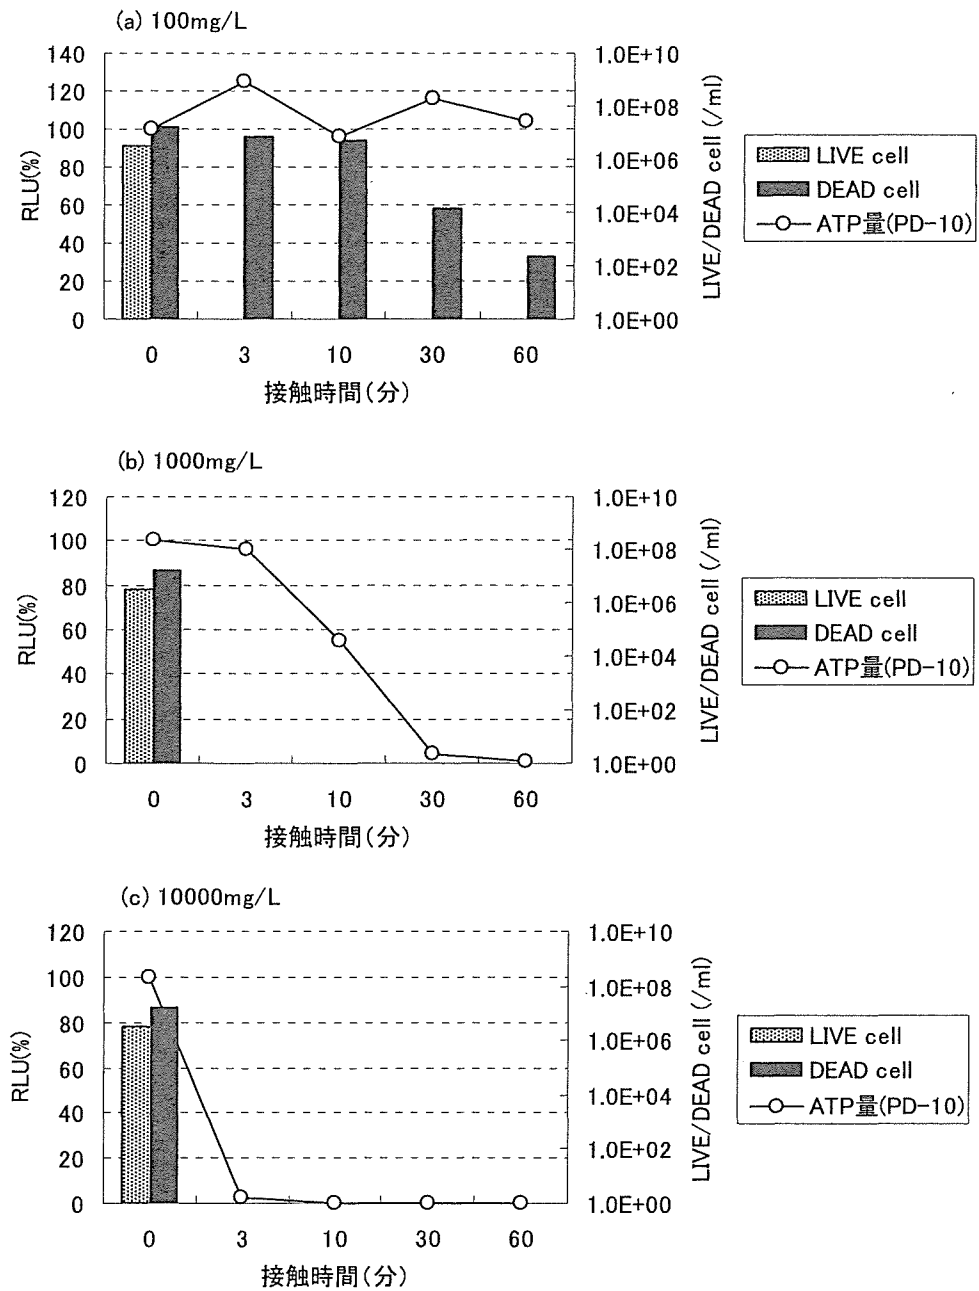 (a) 100mg/L
140
120
100
80
60
40
20
0
RLU(%)
1.0E+10
1.0E+08
1.0E+06
1.0E+04
1.0E+02
1.0E+00
LIVE/DEAD cell (/ml)
0 3 10 30 60
接触時間(分)
LIVE cell
DEAD cell
ATP量(PD-10)
(b) 1000mg/L
120
100
80
60
40
20
0
RLU(%)
1.0E+10
1.0E+08
1.0E+06
1.0E+04
1.0E+02
1.0E+00
LIVE/DEAD cell (/ml)
0 3 10 30 60
接触時間(分)
LIVE cell
DEAD cell
ATP量(PD-10)
(c) 10000mg/L
120
100
80
60
40
20
0
RLU(%)
1.0E+10
1.0E+08
1.0E+06
1.0E+04
1.0E+02
1.0E+00
LIVE/DEAD cell (/ml)
0 3 10 30 60
接触時間(分)
LIVE cell
DEAD cell
ATP量(PD-10)